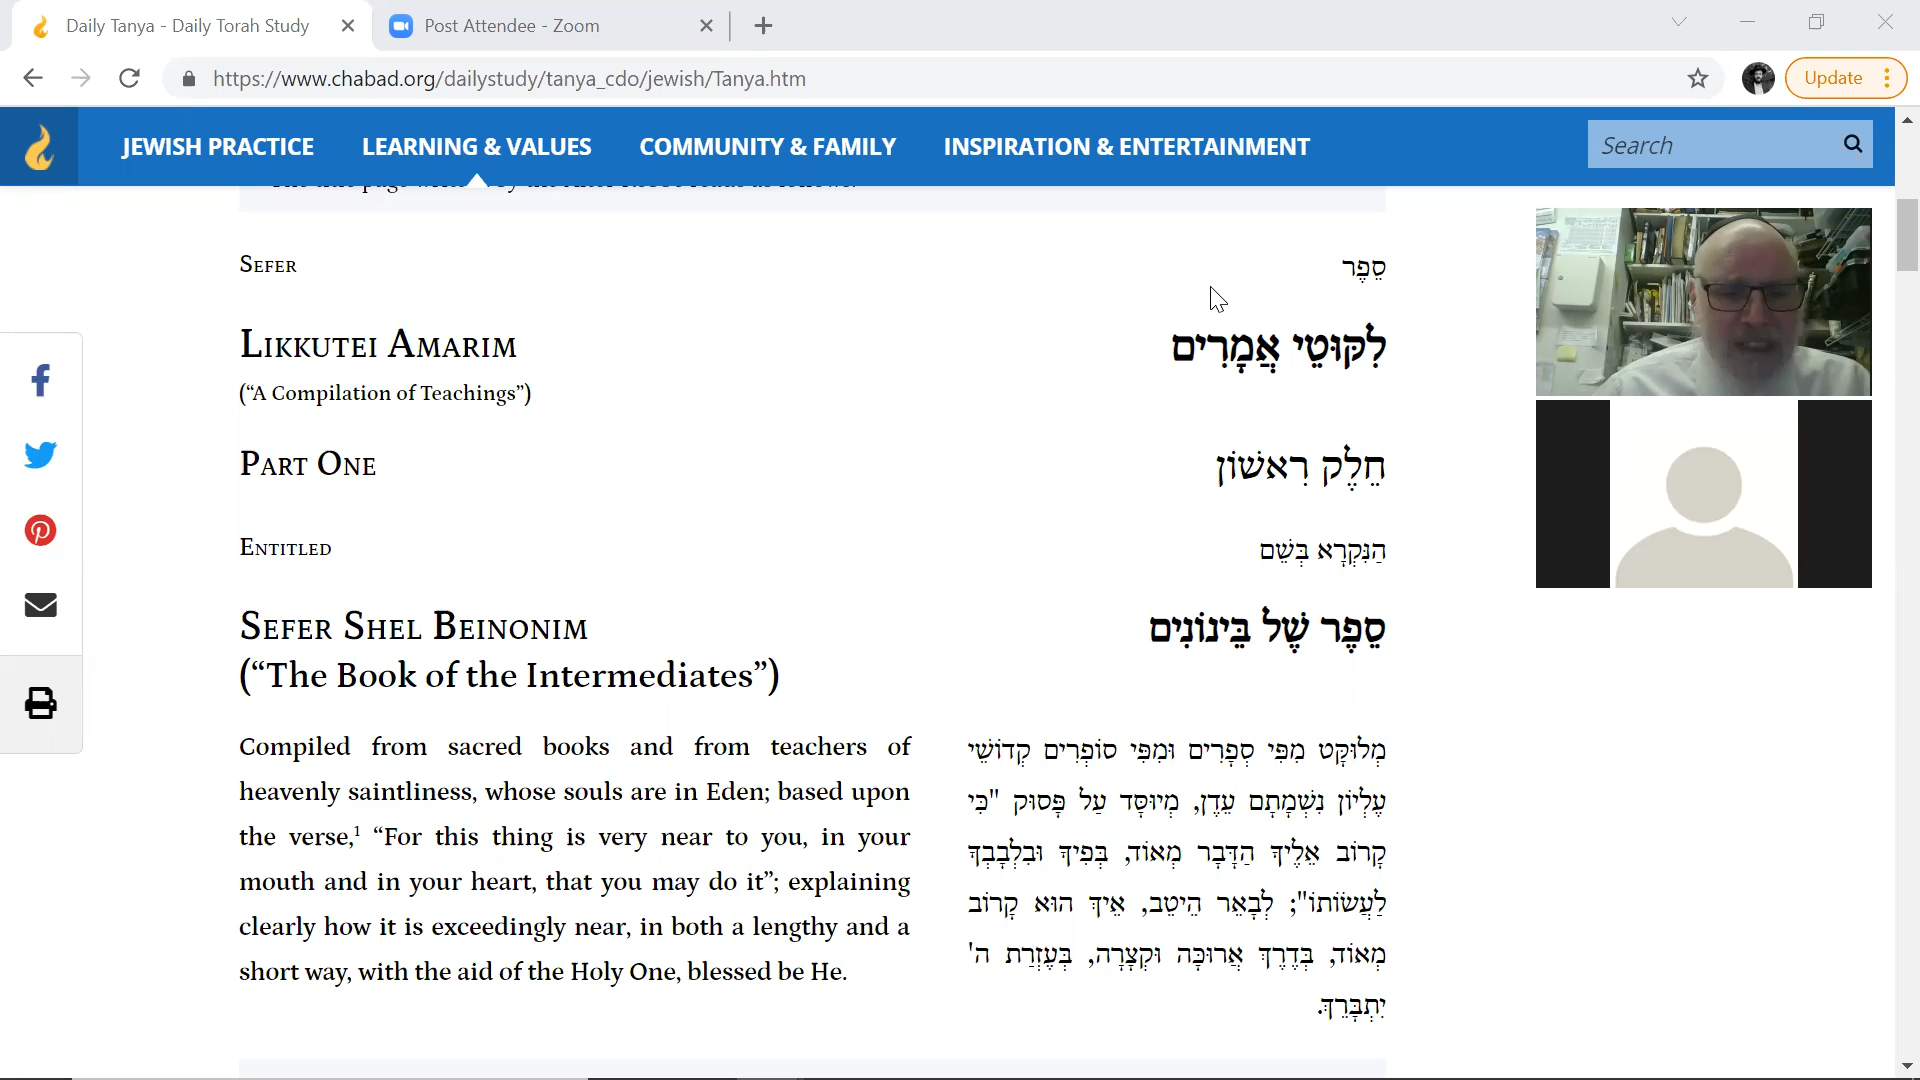 Daily Tanya - Daily Torah Study
Post Attendee - Zoom
https://www.chabad.org/dailystudy/tanya_cdo/jewish/Tanya.htm
Update
JEWISH PRACTICE
LEARNING & VALUES
COMMUNITY & FAMILY
INSPIRATION & ENTERTAINMENT
Search
SEFER
סֵפֶר
LIKKUTEI AMARIM
לִקּוּטֵי אֲמָרִים
(“A Compilation of Teachings”)
PART ONE
חֵלֶק רִאשׁוֹן
ENTITLED
הַנִּקְרָא בְּשֵׁם
SEFER SHEL BEINONIM
סֵפֶר שֶׁל בֵּינוֹנִים
(“The Book of the Intermediates”)
Compiled from sacred books and from teachers of
heavenly saintliness, whose souls are in Eden; based upon
the verse,¹ “For this thing is very near to you, in your
mouth and in your heart, that you may do it”; explaining
clearly how it is exceedingly near, in both a lengthy and a
short way, with the aid of the Holy One, blessed be He.
מְלוּקָּט מִפִּי סְפָרִים וּמִפִּי סוֹפְרִים קְדוֹשֵׁי
עֶלְיוֹן נִשְׁמָתָם עֵדֶן, מְיוּסָּד עַל פָּסוּק "כִּי
קָרוֹב אֵלֶיךָ הַדָּבָר מְאוֹד, בְּפִיךָ וּבִלְבָבְךָ
לַעֲשׂוֹתוֹ"; לְבָאֵר הֵיטֵב, אֵיךְ הוּא קָרוֹב
מְאוֹד, בְּדֶרֶךְ אֲרוּכָּה וּקְצָרָה, בְּעֶזְרַת ה'
יִתְבָּרֵךְ.